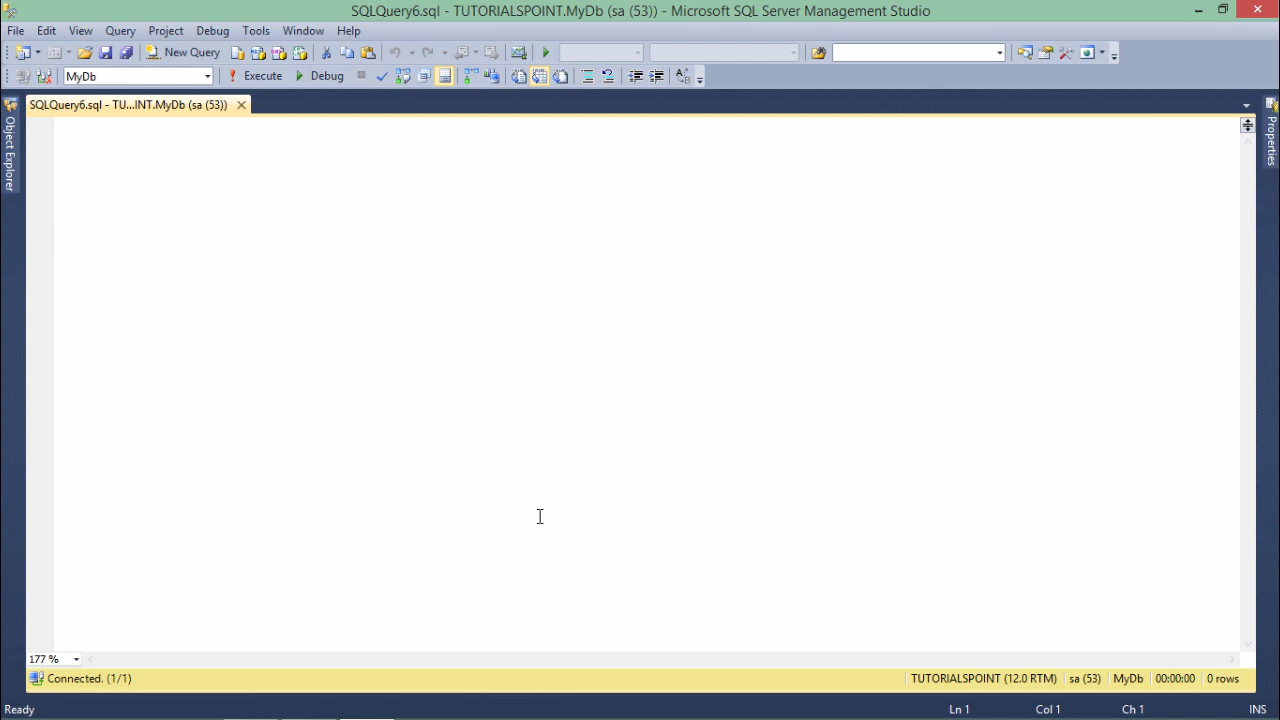 SQLQuery6.sql - TUTORIALSPOINT.MyDb (sa (53)) - Microsoft SQL Server Management Studio
File Edit View Query Project Debug Tools Window Help
New Query
MyDb Execute Debug
SQLQuery6.sql - TU...INT.MyDb (sa (53))
Object Explorer
Properties
177 %
Connected. (1/1) TUTORIALSPOINT (12.0 RTM) sa (53) MyDb 00:00:00 0 rows
Ready Ln 1 Col 1 Ch 1 INS